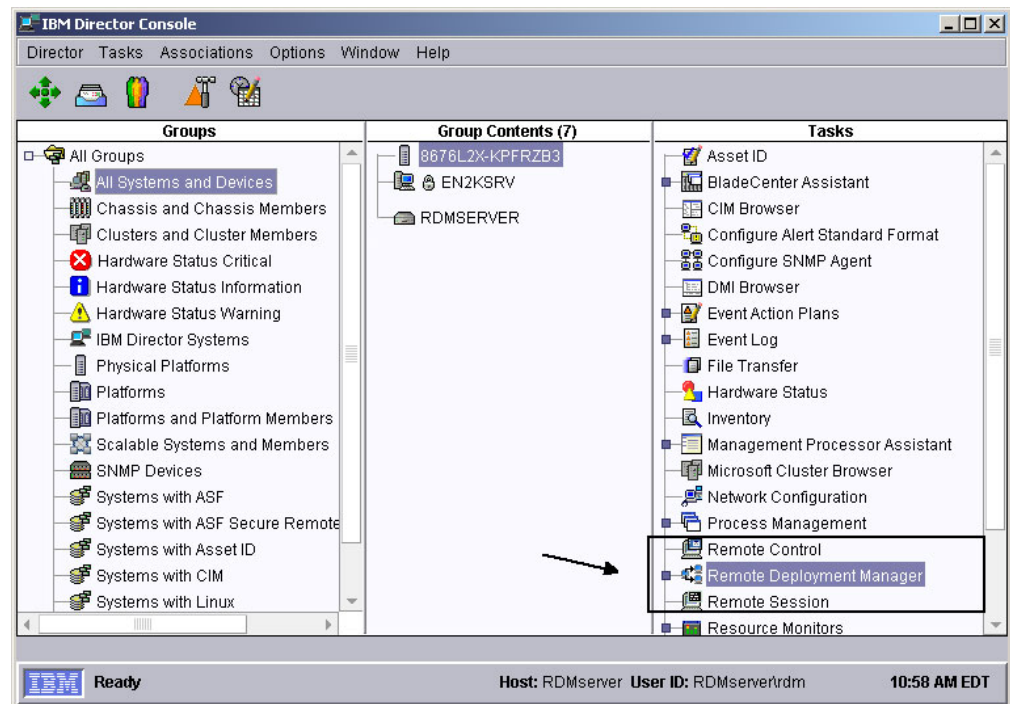 IBM Director Console
Director Tasks Associations Options Window Help
Groups
All Groups
All Systems and Devices
Chassis and Chassis Members
Clusters and Cluster Members
Hardware Status Critical
Hardware Status Information
Hardware Status Warning
IBM Director Systems
Physical Platforms
Platforms
Platforms and Platform Members
Scalable Systems and Members
SNMP Devices
Systems with ASF
Systems with ASF Secure Remote
Systems with Asset ID
Systems with CIM
Systems with Linux
Group Contents (7)
8676L2X-KPFRZB3
EN2KSRV
RDMSERVER
Tasks
Asset ID
BladeCenter Assistant
CIM Browser
Configure Alert Standard Format
Configure SNMP Agent
DMI Browser
Event Action Plans
Event Log
File Transfer
Hardware Status
Inventory
Management Processor Assistant
Microsoft Cluster Browser
Network Configuration
Process Management
Remote Control
Remote Deployment Manager
Remote Session
Resource Monitors
IBM Ready Host: RDMserver User ID: RDMserver\rdm 10:58 AM EDT